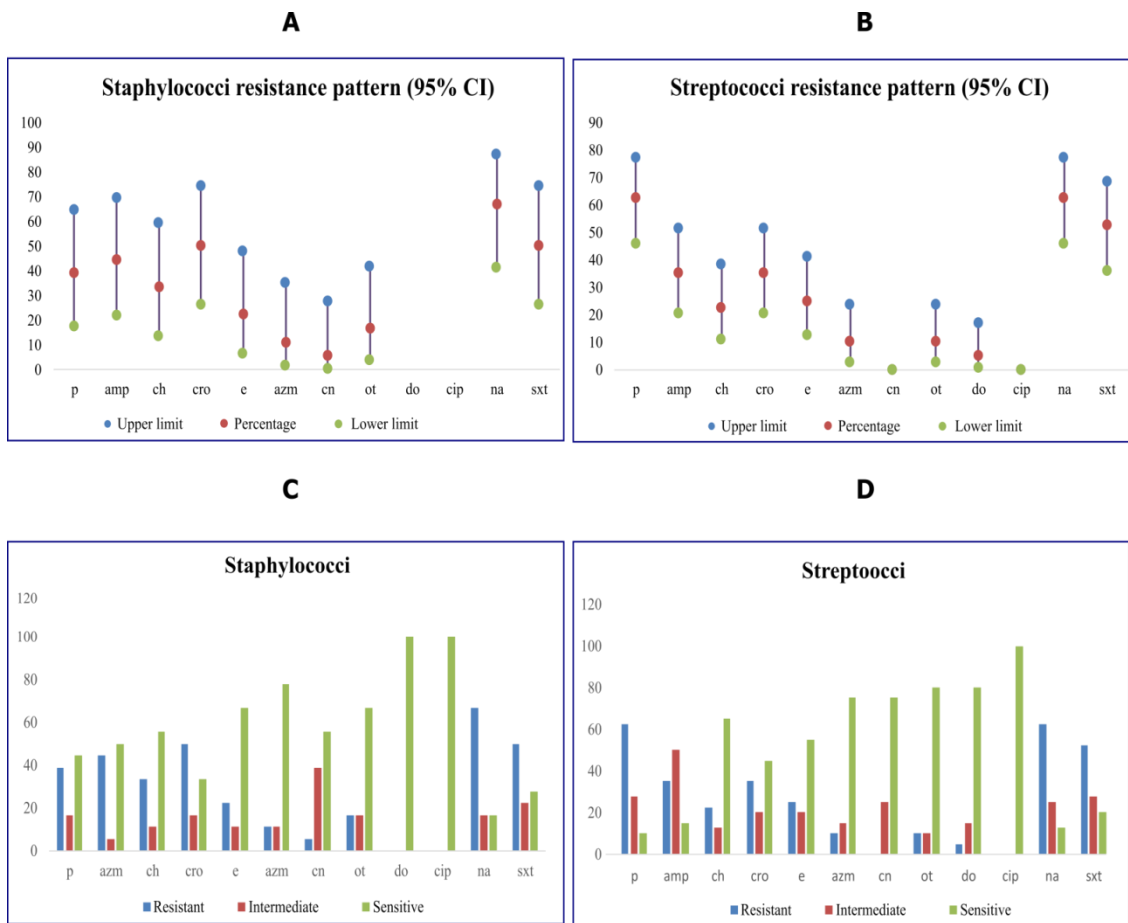 A
B
Staphylococci resistance pattern (95% CI)
100
90
80
70
60
50
40
30
20
10
0
p amp ch cro e azm cn ot do cip na sxt
Upper limit Percentage Lower limit
Streptococci resistance pattern (95% CI)
90
80
70
60
50
40
30
20
10
0
p amp ch cro e azm cn ot do cip na sxt
Upper limit Percentage Lower limit
C
D
Staphylococci
120
100
80
60
40
20
0
p azm ch cro e azm cn ot do cip na sxt
Resistant Intermediate Sensitive
Streptoocci
120
100
80
60
40
20
0
p amp ch cro e azm cn ot do cip na sxt
Resistant Intermediate Sensitive